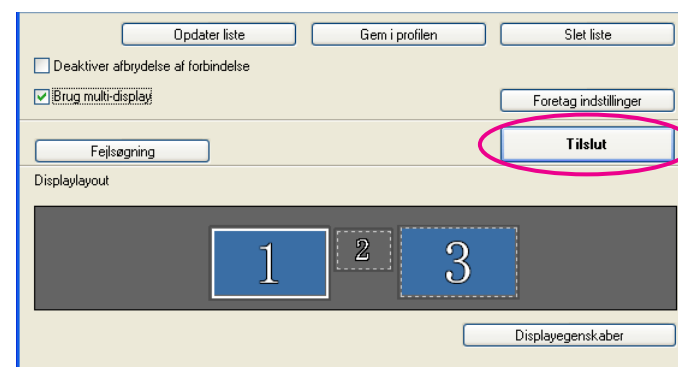 Opdater liste Gem i profilen Slet liste
Deaktiver afbrydelse af forbindelse
Brug multi-display
Foretag indstillinger
Tilslut
Fejlsøgning
Displaylayout
1 2 3
Displayegenskaber